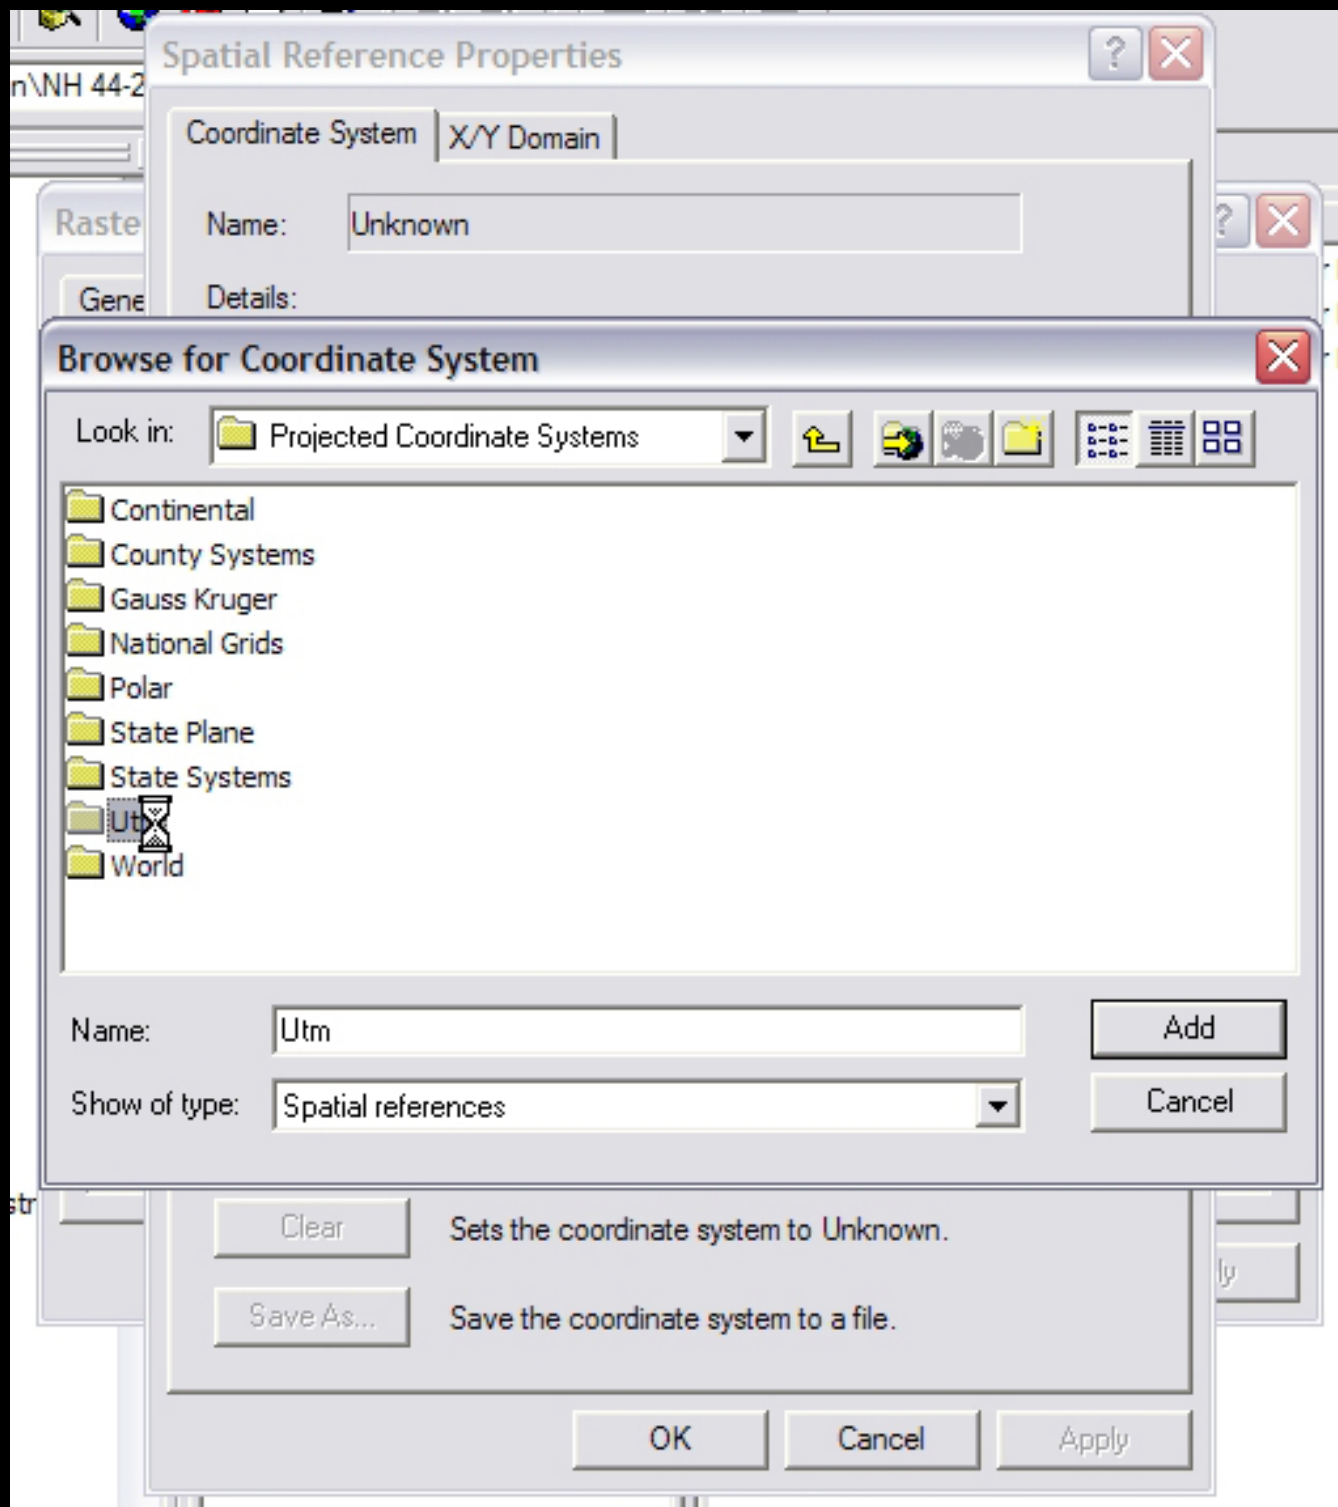 Spatial Reference Properties
n\NH 44-2
Coordinate System X/Y Domain
Raste
Name: Unknown
Gene
Details:
Browse for Coordinate System
Look in: Projected Coordinate Systems
Continental
County Systems
Gauss Kruger
National Grids
Polar
State Plane
State Systems
Ut
World
Name: Utm Add
Show of type: Spatial references Cancel
str
Clear Sets the coordinate system to Unknown.
ly
Save As... Save the coordinate system to a file.
OK Cancel Apply